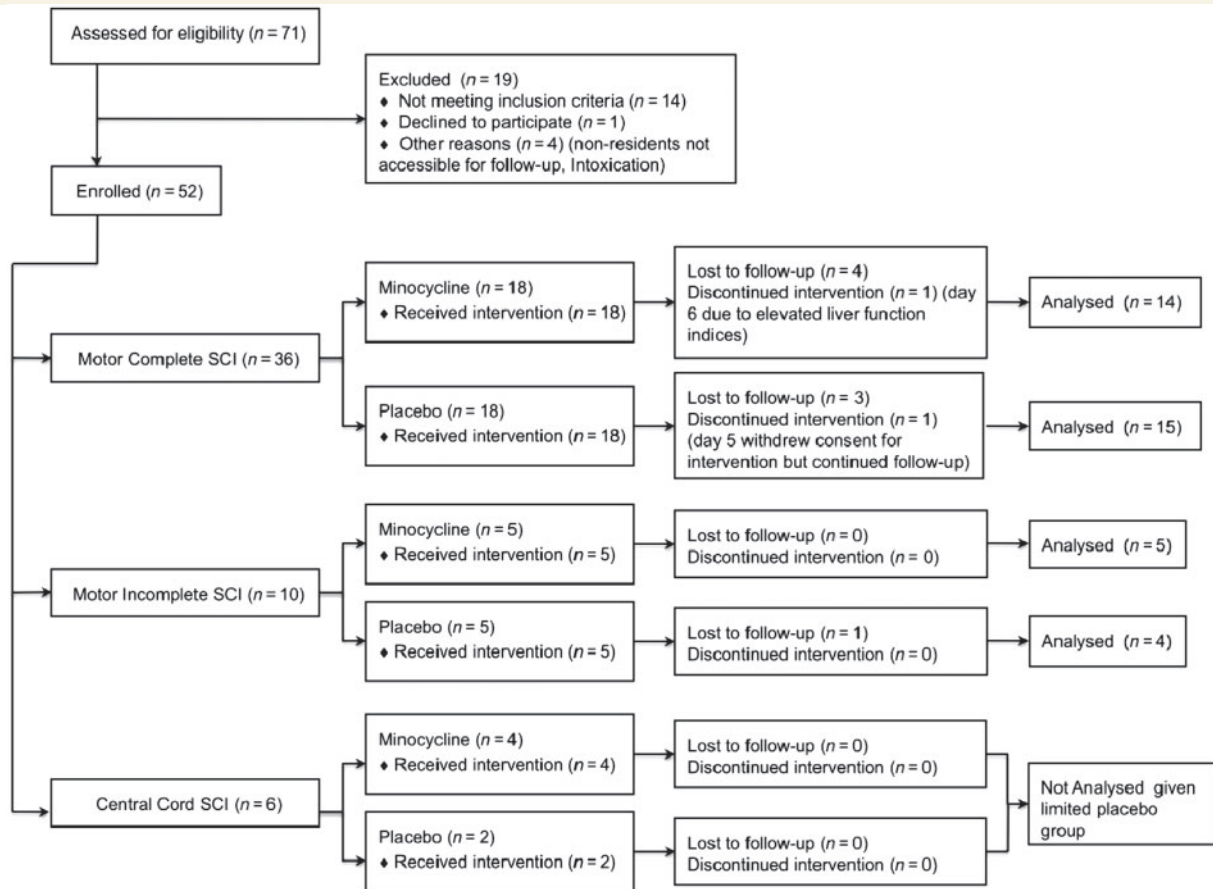 Assessed for eligibility (n = 71)
Excluded (n = 19)
♦ Not meeting inclusion criteria (n = 14)
♦ Declined to participate (n = 1)
♦ Other reasons (n = 4) (non-residents not
accessible for follow-up, Intoxication)
Enrolled (n = 52)
Motor Complete SCI (n = 36)
Minocycline (n = 18)
♦ Received intervention (n = 18)
Lost to follow-up (n = 4)
Discontinued intervention (n = 1) (day
6 due to elevated liver function
indices)
Analysed (n = 14)
Placebo (n = 18)
♦ Received intervention (n = 18)
Lost to follow-up (n = 3)
Discontinued intervention (n = 1)
(day 5 withdrew consent for
intervention but continued follow-up)
Analysed (n = 15)
Motor Incomplete SCI (n = 10)
Minocycline (n = 5)
♦ Received intervention (n = 5)
Lost to follow-up (n = 0)
Discontinued intervention (n = 0)
Analysed (n = 5)
Placebo (n = 5)
♦ Received intervention (n = 5)
Lost to follow-up (n = 1)
Discontinued intervention (n = 0)
Analysed (n = 4)
Central Cord SCI (n = 6)
Minocycline (n = 4)
♦ Received intervention (n = 4)
Lost to follow-up (n = 0)
Discontinued intervention (n = 0)
Placebo (n = 2)
♦ Received intervention (n = 2)
Lost to follow-up (n = 0)
Discontinued intervention (n = 0)
Not Analysed given
limited placebo
group